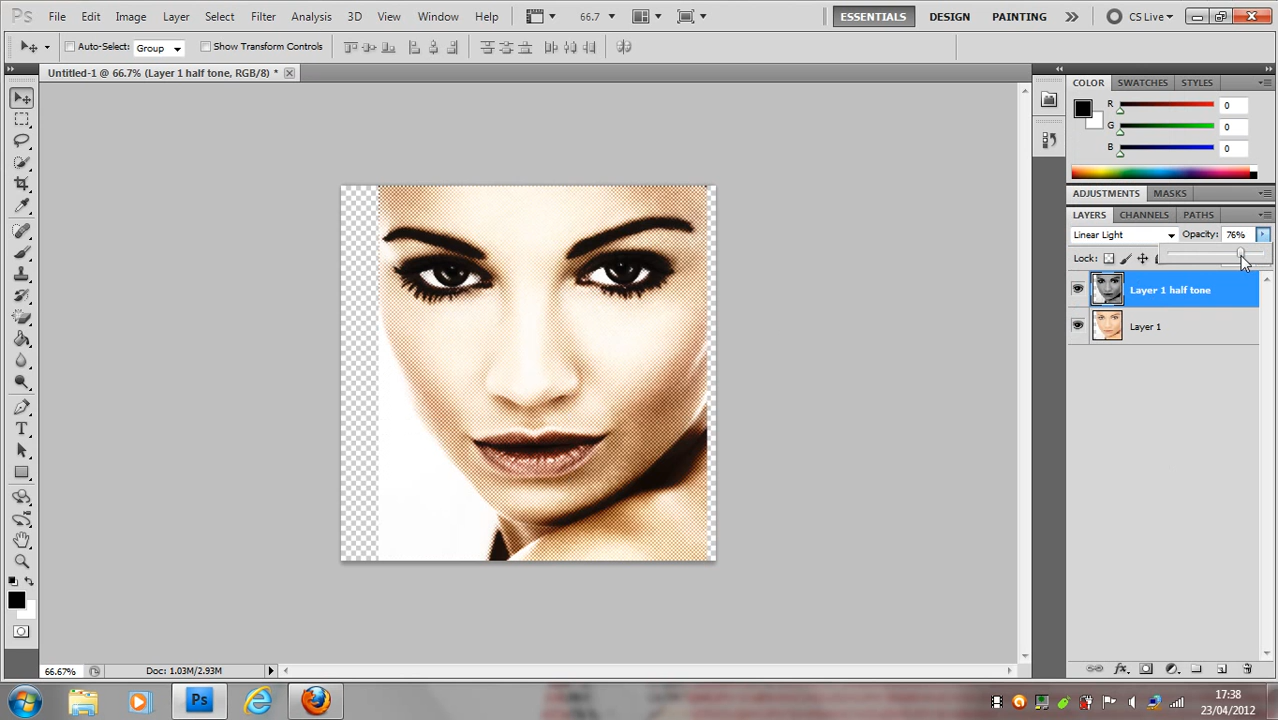 Ps File Edit Image Layer Select Filter Analysis 3D View Window Help 66.7 ESSENTIALS DESIGN PAINTING CS Live
Auto-Select: Group Show Transform Controls
Untitled-1 @ 66.7% (Layer 1 half tone, RGB/8) *
COLOR SWATCHES STYLES
R 0
G 0
B 0
ADJUSTMENTS MASKS
LAYERS CHANNELS PATHS
Linear Light Opacity: 76%
Lock:
Layer 1 half tone
Layer 1
T
66.67% Doc: 1.03M/2.93M
fx
Ps
17:38
23/04/2012